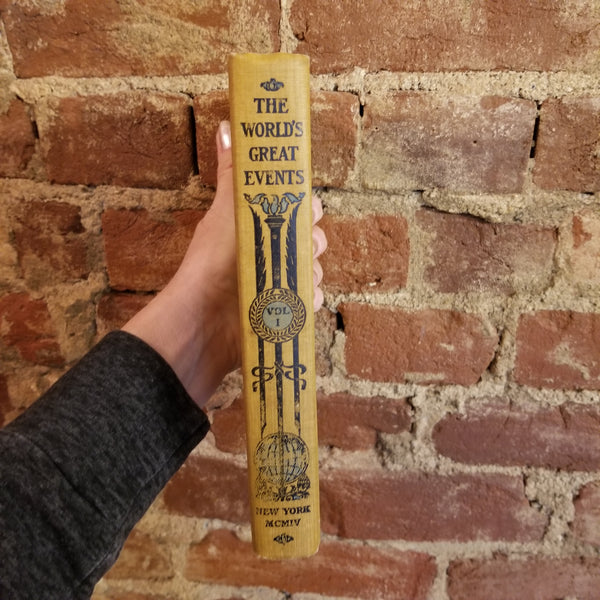 THE
WORLD'S
GREAT
EVENTS
VOL
I
NEW YORK
MCMIV